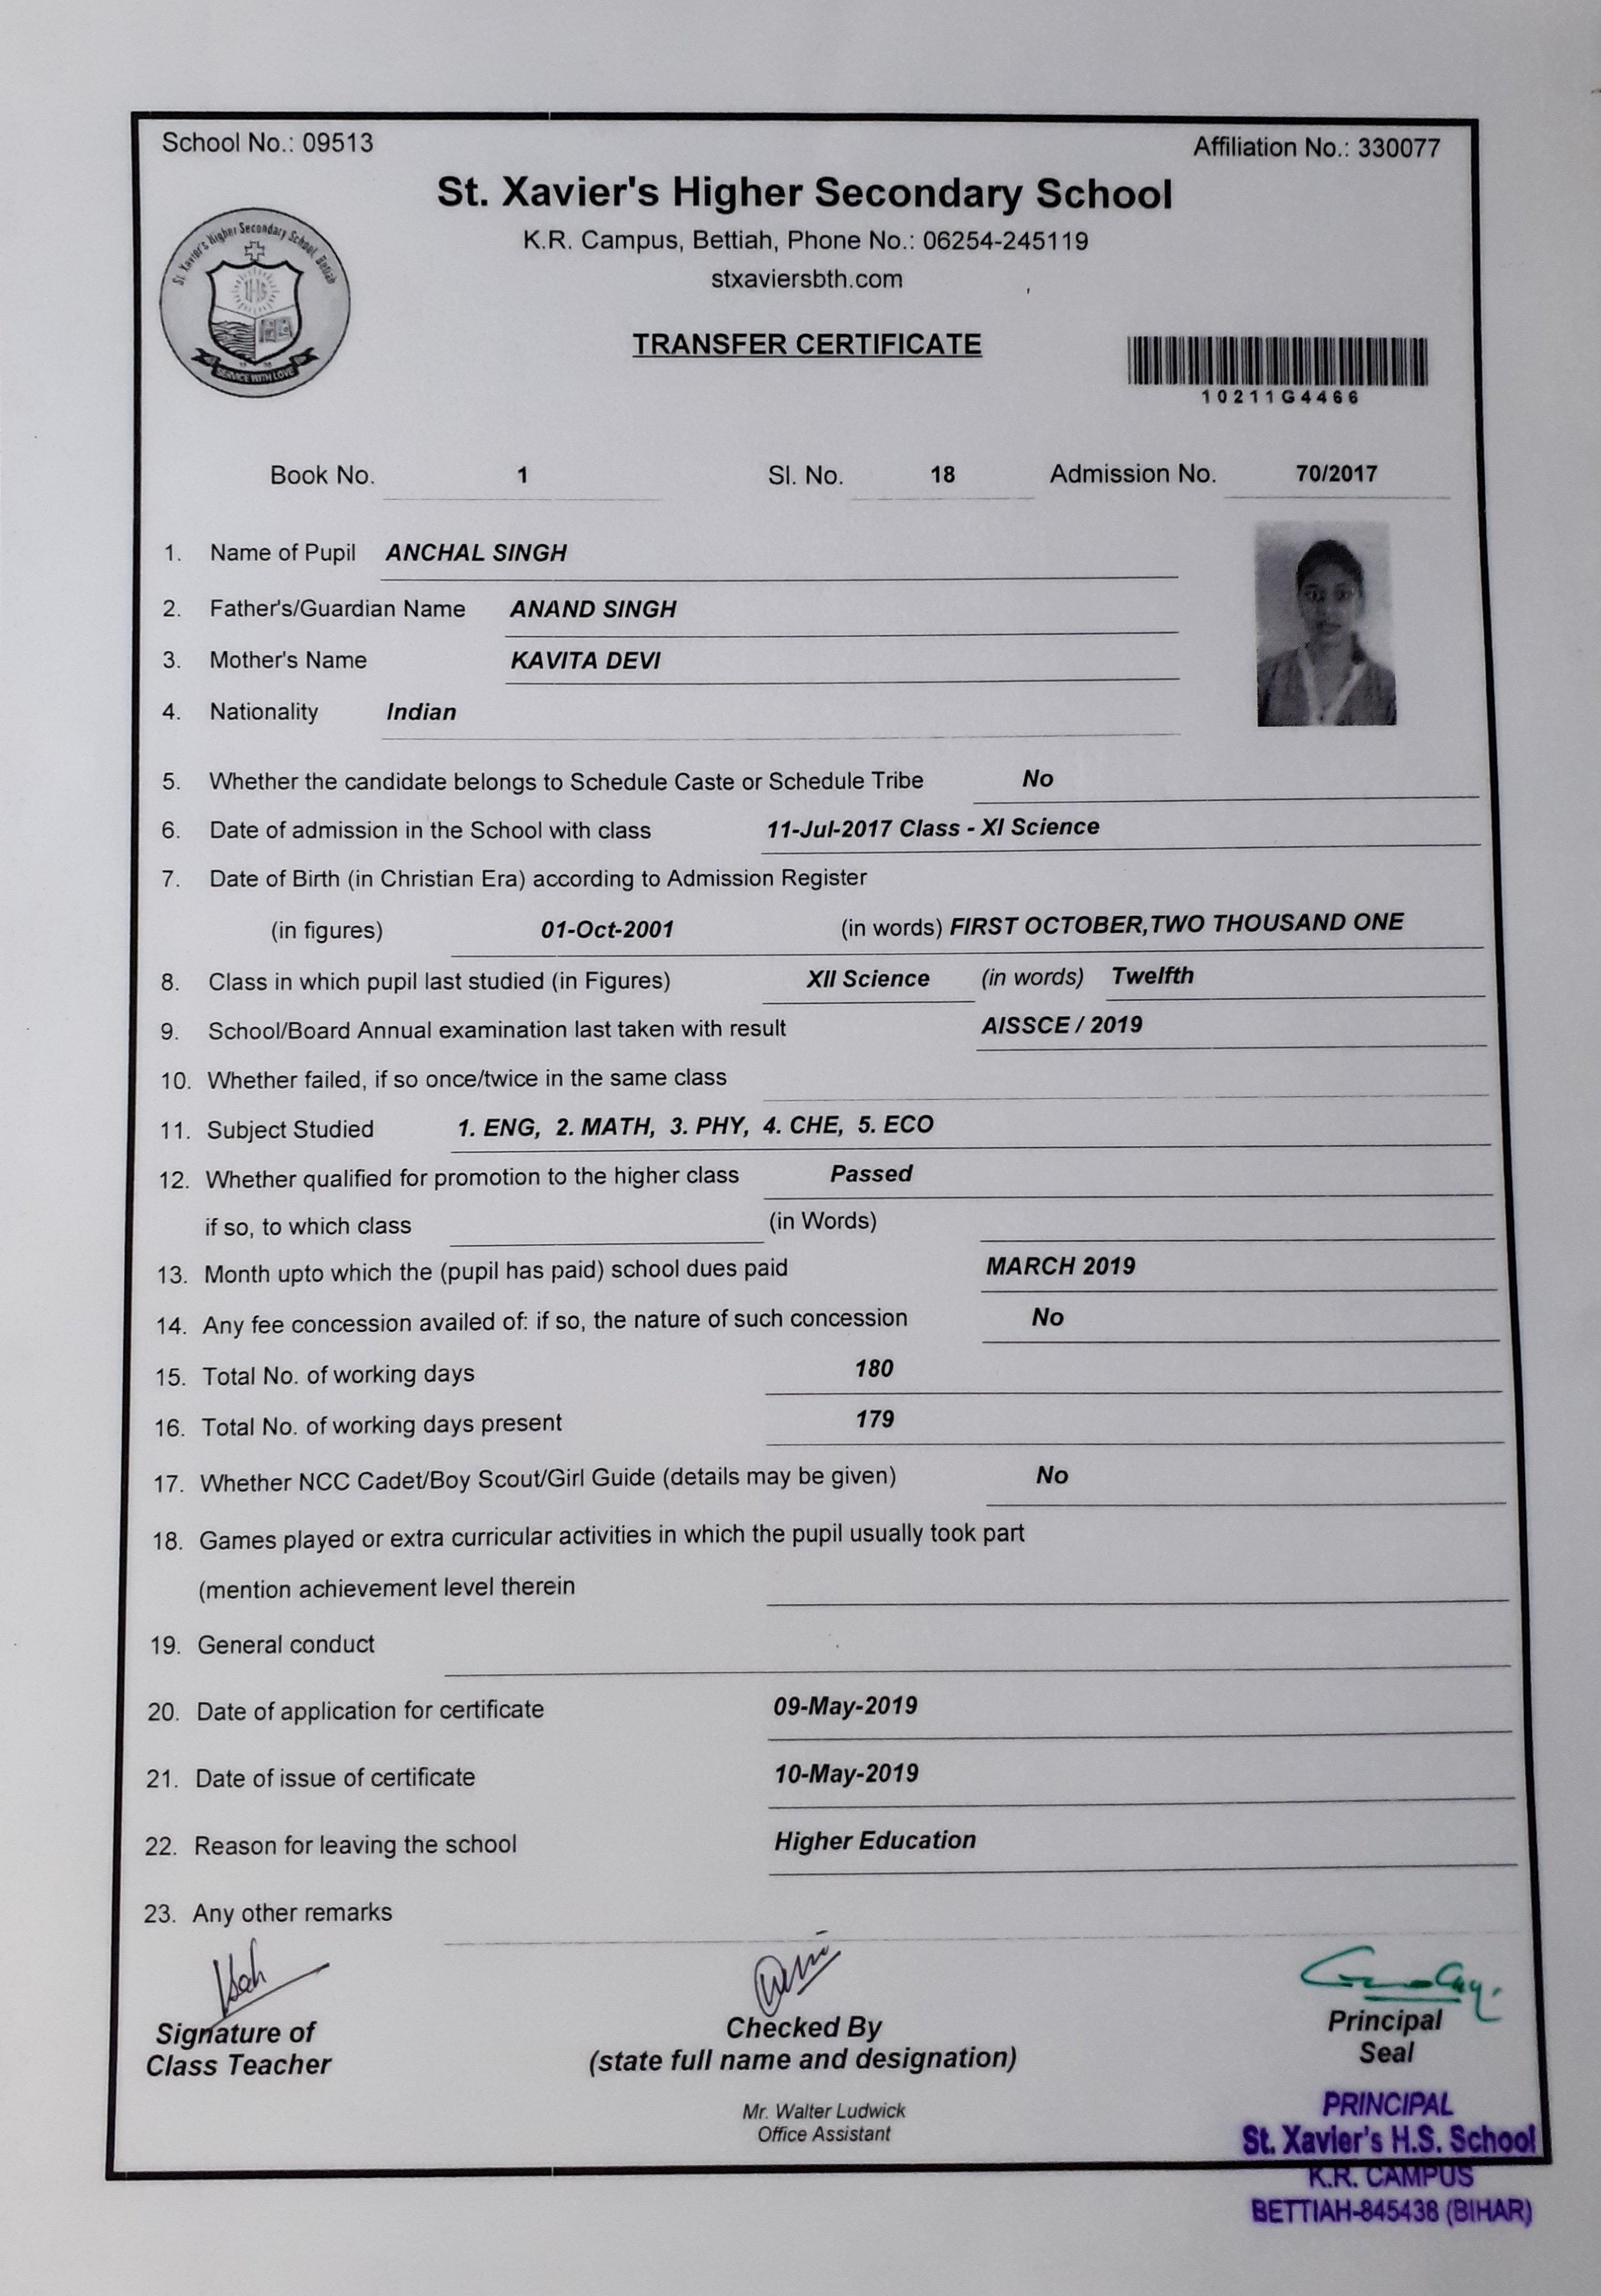 School No.: 09513
Affiliation No.: 330077
St. Xavier's Higher Secondary School
K.R. Campus, Bettiah, Phone No.: 06254-245119
stxaviersbth.com
St. Xavier's Higher Secondary School, Bettiah
IHS
SERVICE WITH LOVE
TRANSFER CERTIFICATE
10211G4466
Book No. 1 Sl. No. 18 Admission No. 70/2017
1. Name of Pupil ANCHAL SINGH
2. Father's/Guardian Name ANAND SINGH
3. Mother's Name KAVITA DEVI
4. Nationality Indian
5. Whether the candidate belongs to Schedule Caste or Schedule Tribe No
6. Date of admission in the School with class 11-Jul-2017 Class - XI Science
7. Date of Birth (in Christian Era) according to Admission Register
(in figures) 01-Oct-2001 (in words) FIRST OCTOBER,TWO THOUSAND ONE
8. Class in which pupil last studied (in Figures) XII Science (in words) Twelfth
9. School/Board Annual examination last taken with result AISSCE / 2019
10. Whether failed, if so once/twice in the same class
11. Subject Studied 1. ENG, 2. MATH, 3. PHY, 4. CHE, 5. ECO
12. Whether qualified for promotion to the higher class Passed
if so, to which class (in Words)
13. Month upto which the (pupil has paid) school dues paid MARCH 2019
14. Any fee concession availed of: if so, the nature of such concession No
15. Total No. of working days 180
16. Total No. of working days present 179
17. Whether NCC Cadet/Boy Scout/Girl Guide (details may be given) No
18. Games played or extra curricular activities in which the pupil usually took part
(mention achievement level therein
19. General conduct
20. Date of application for certificate 09-May-2019
21. Date of issue of certificate 10-May-2019
22. Reason for leaving the school Higher Education
23. Any other remarks
Signature of
Class Teacher
Checked By
(state full name and designation)
Mr. Walter Ludwick
Office Assistant
Principal
Seal
PRINCIPAL
St. Xavier's H.S. School
K.R. CAMPUS
BETTIAH-845438 (BIHAR)